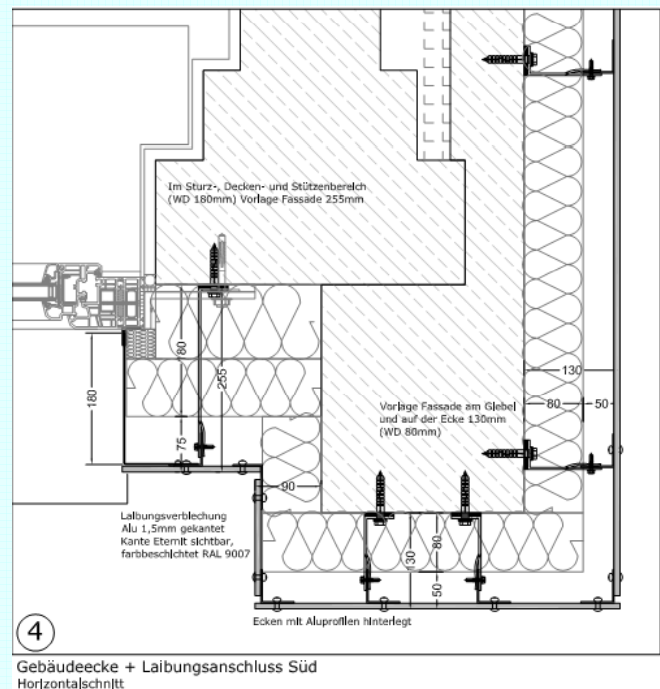 Im Sturz-, Decken- und Stützenbereich
(WD 180mm) Vorlage Fassade 255mm
180
180
255
75
90
130
80
50
Vorlage Fassade am Giebel
und auf der Ecke 130mm
(WD 80mm)
Laibungsverblechung
Alu 1,5mm gekantet
Kante Eternit sichtbar,
farbbeschichtet RAL 9007
130
80
50
Ecken mit Aluprofilen hinterlegt
4
Gebäudeecke + Laibungsanschluss Süd
Horizontalschnitt